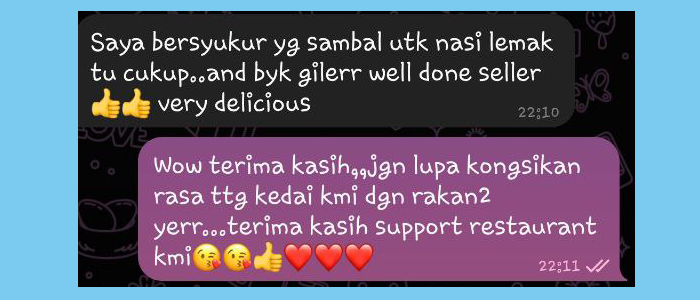 Saya bersyukur yg sambal utk nasi lemak
tu cukup..and byk gilerr well done seller
👍👍 very delicious
22:10
Wow terima kasih,,jgn lupa kongsikan
rasa ttg kedai kmi dgn rakan2
yerr...terima kasih support restaurant
kmi😘😘👍❤️❤️❤️
22:11